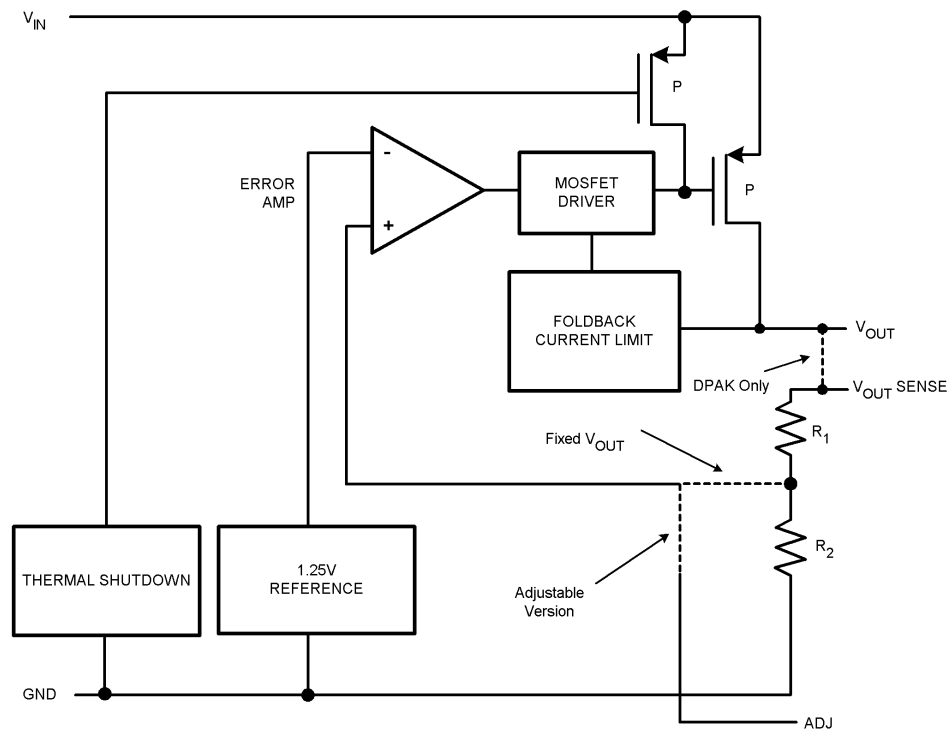 VIN
P
P
ERROR
AMP
-
+
MOSFET
DRIVER
FOLDBACK
CURRENT LIMIT
VOUT
DPAK Only
VOUT SENSE
R1
Fixed VOUT
R2
THERMAL SHUTDOWN
1.25V
REFERENCE
Adjustable
Version
GND
ADJ